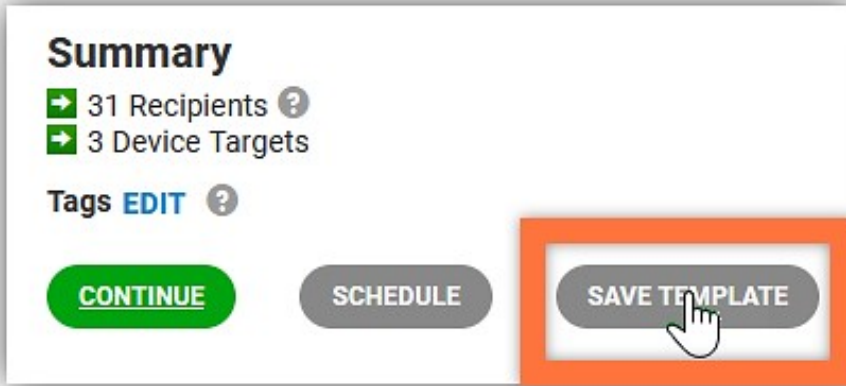 Summary
31 Recipients ?
3 Device Targets
Tags EDIT ?
CONTINUE SCHEDULE SAVE TEMPLATE